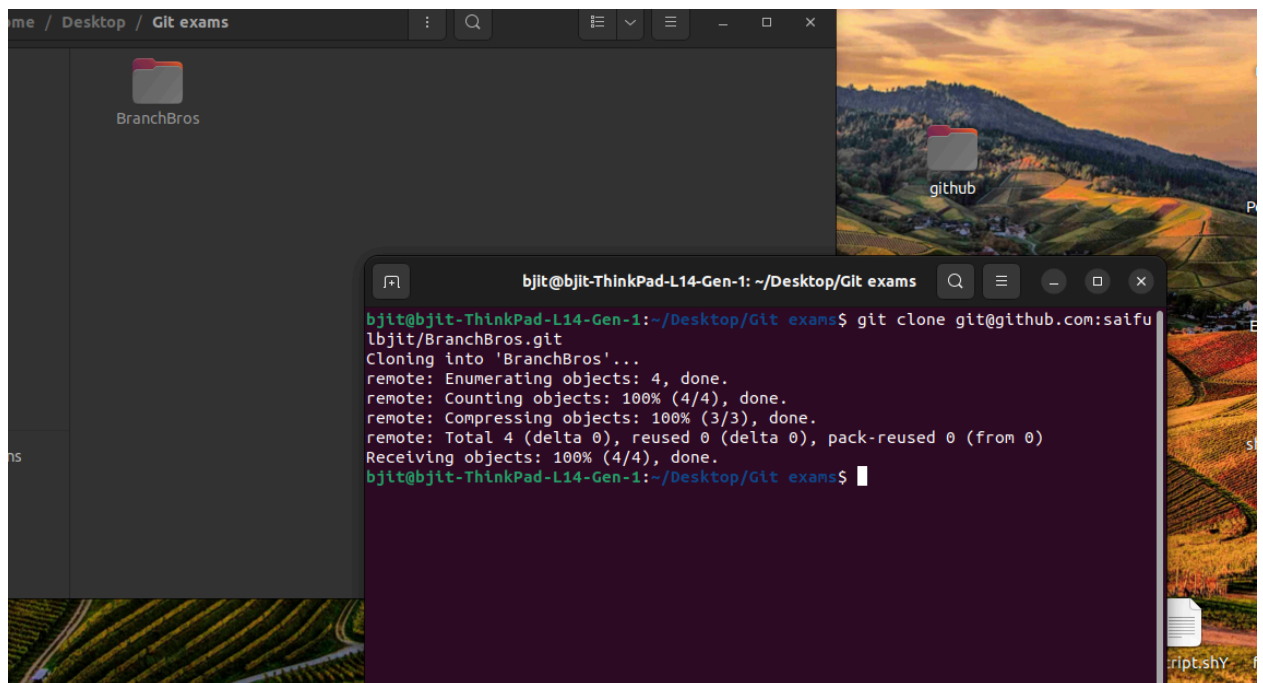 ome / Desktop / Git exams
BranchBros
github
bjit@bjit-ThinkPad-L14-Gen-1: ~/Desktop/Git exams
bjit@bjit-ThinkPad-L14-Gen-1:~/Desktop/Git exams$ git clone git@github.com:saifu
lbjit/BranchBros.git
Cloning into 'BranchBros'...
remote: Enumerating objects: 4, done.
remote: Counting objects: 100% (4/4), done.
remote: Compressing objects: 100% (3/3), done.
remote: Total 4 (delta 0), reused 0 (delta 0), pack-reused 0 (from 0)
Receiving objects: 100% (4/4), done.
bjit@bjit-ThinkPad-L14-Gen-1:~/Desktop/Git exams$
ns
ript.shY